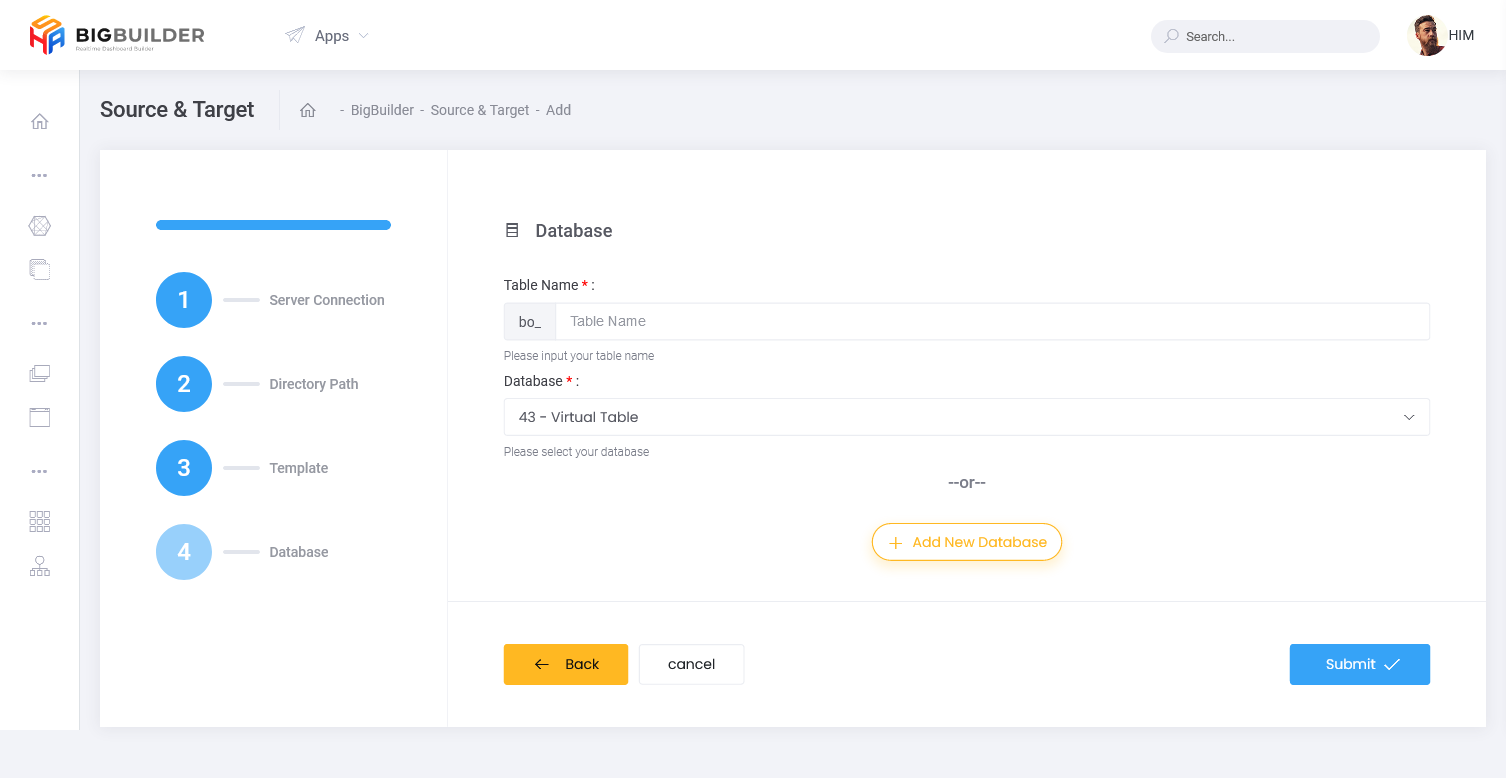 BIGBUILDER
Realtime Dashboard Builder
Apps
Search...
HIM
Source & Target
- BigBuilder - Source & Target - Add
1 Server Connection
2 Directory Path
3 Template
4 Database
Database
Table Name * :
bo_ Table Name
Please input your table name
Database * :
43 - Virtual Table
Please select your database
--or--
Add New Database
Back
cancel
Submit